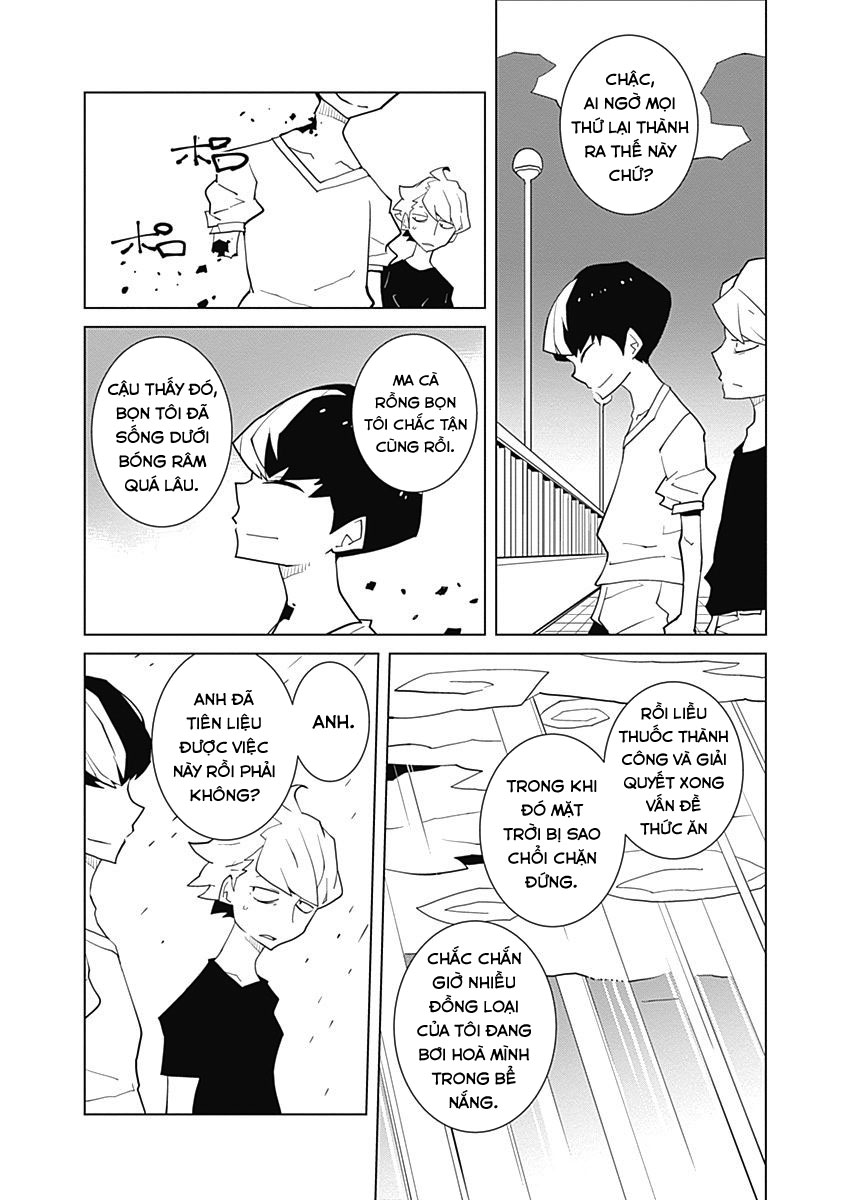 CHẬC,
AI NGỜ MỌI
THỨ LẠI THÀNH
RA THẾ NÀY
CHỨ?
ポロ
ポロ
MA CÀ
RỒNG BỌN
TÔI CHẮC TẬN
CÙNG RỒI.
CẬU THẤY ĐÓ,
BỌN TÔI ĐÃ
SỐNG DƯỚI
BÓNG RÂM
QUÁ LÂU.
RỒI LIỀU
THUỐC THÀNH
CÔNG VÀ GIẢI
QUYẾT XONG
VẤN ĐỀ
THỨC ĂN
TRONG KHI
ĐÓ MẶT
TRỜI BỊ SAO
CHỔI CHẶN
ĐỨNG.
CHẮC CHẮN
GIỜ NHIỀU
ĐỒNG LOẠI
CỦA TÔI ĐANG
BƠI HOÀ MÌNH
TRONG BỂ
NẮNG.
ANH.
ANH ĐÃ
TIÊN LIỆU
ĐƯỢC VIỆC
NÀY RỒI PHẢI
KHÔNG?